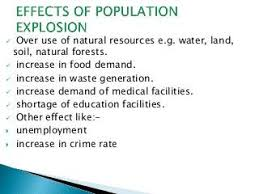 EFFECTS OF POPULATION
EXPLOSION
Over use of natural resources e.g. water, land,
soil, natural forests.
increase in food demand.
increase in waste generation.
increase demand of medical facilities.
shortage of education facilities.
Other effect like:-
unemployment
increase in crime rate